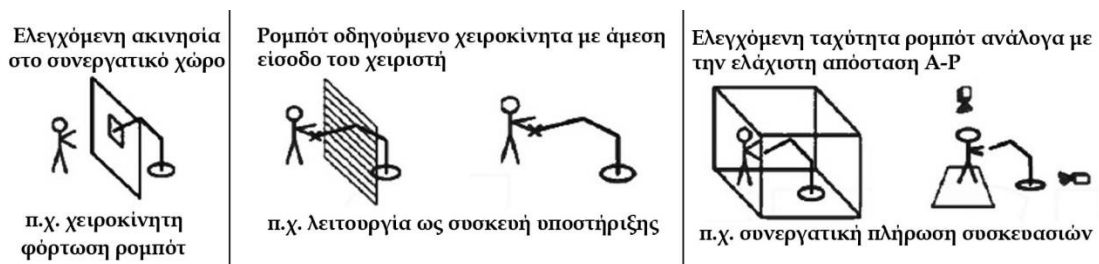 Ελεγχόμενη ακινησία
στο συνεργατικό χώρο
π.χ. χειροκίνητη
φόρτωση ρομπότ
Ρομπότ οδηγούμενο χειροκίνητα με άμεση
είσοδο του χειριστή
π.χ. λειτουργία ως συσκευή υποστήριξης
Ελεγχόμενη ταχύτητα ρομπότ ανάλογα με
την ελάχιστη απόσταση Α-Ρ
π.χ. συνεργατική πλήρωση συσκευασιών